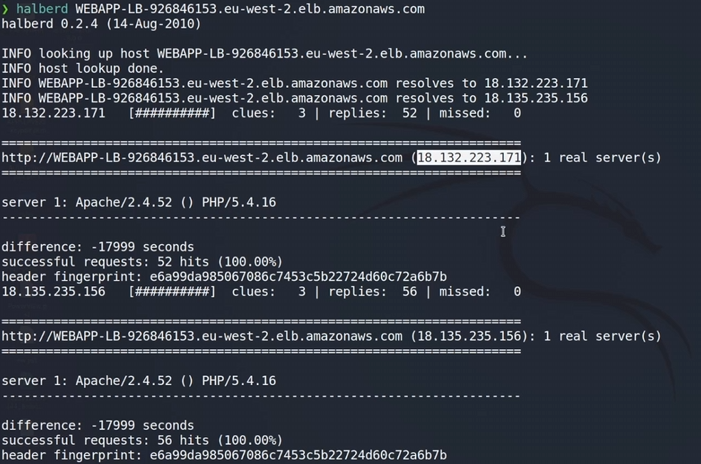 ❯ halberd WEBAPP-LB-926846153.eu-west-2.elb.amazonaws.com
halberd 0.2.4 (14-Aug-2010)
INFO looking up host WEBAPP-LB-926846153.eu-west-2.elb.amazonaws.com...
INFO host lookup done.
INFO WEBAPP-LB-926846153.eu-west-2.elb.amazonaws.com resolves to 18.132.223.171
INFO WEBAPP-LB-926846153.eu-west-2.elb.amazonaws.com resolves to 18.135.235.156
18.132.223.171   [##########]  clues:   3 | replies:  52 | missed:   0
======================================================================
http://WEBAPP-LB-926846153.eu-west-2.elb.amazonaws.com (18.132.223.171): 1 real server(s)
======================================================================
server 1: Apache/2.4.52 () PHP/5.4.16
----------------------------------------------------------------------
difference: -17999 seconds
successful requests: 52 hits (100.00%)
header fingerprint: e6a99da985067086c7453c5b22724d60c72a6b7b
18.135.235.156   [##########]  clues:   3 | replies:  56 | missed:   0
======================================================================
http://WEBAPP-LB-926846153.eu-west-2.elb.amazonaws.com (18.135.235.156): 1 real server(s)
======================================================================
server 1: Apache/2.4.52 () PHP/5.4.16
----------------------------------------------------------------------
difference: -17999 seconds
successful requests: 56 hits (100.00%)
header fingerprint: e6a99da985067086c7453c5b22724d60c72a6b7b